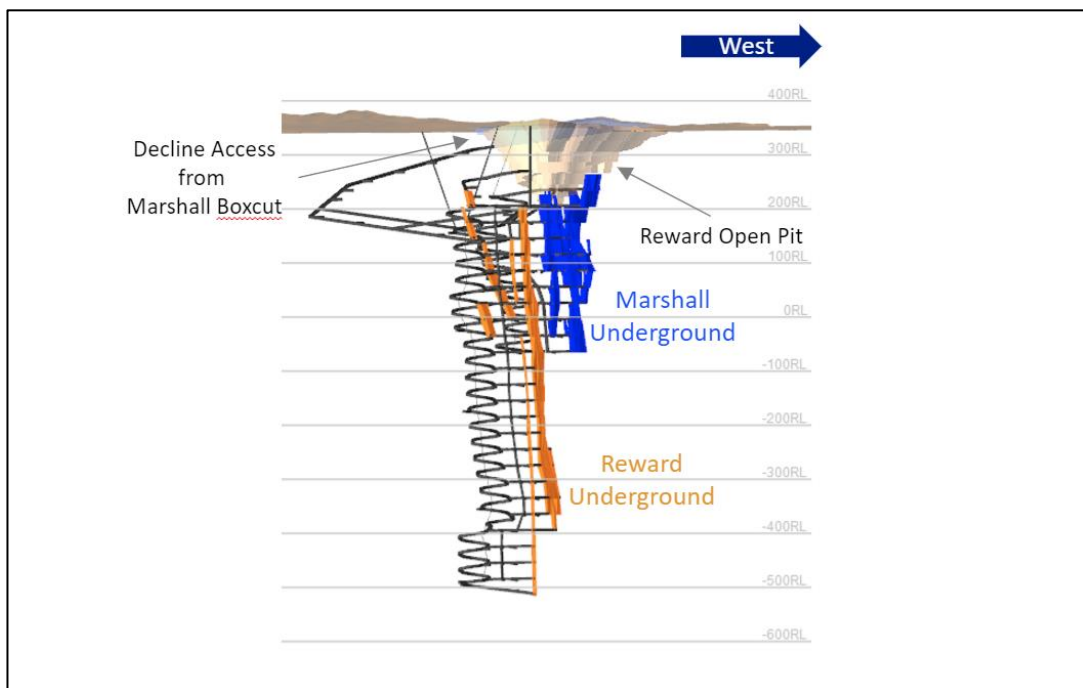 West
400RL
Decline Access
from
Marshall Boxcut
300RL
200RL
Reward Open Pit
100RL
Marshall
Underground
0RL
-100RL
-200RL
Reward
Underground
-300RL
-400RL
-500RL
-600RL